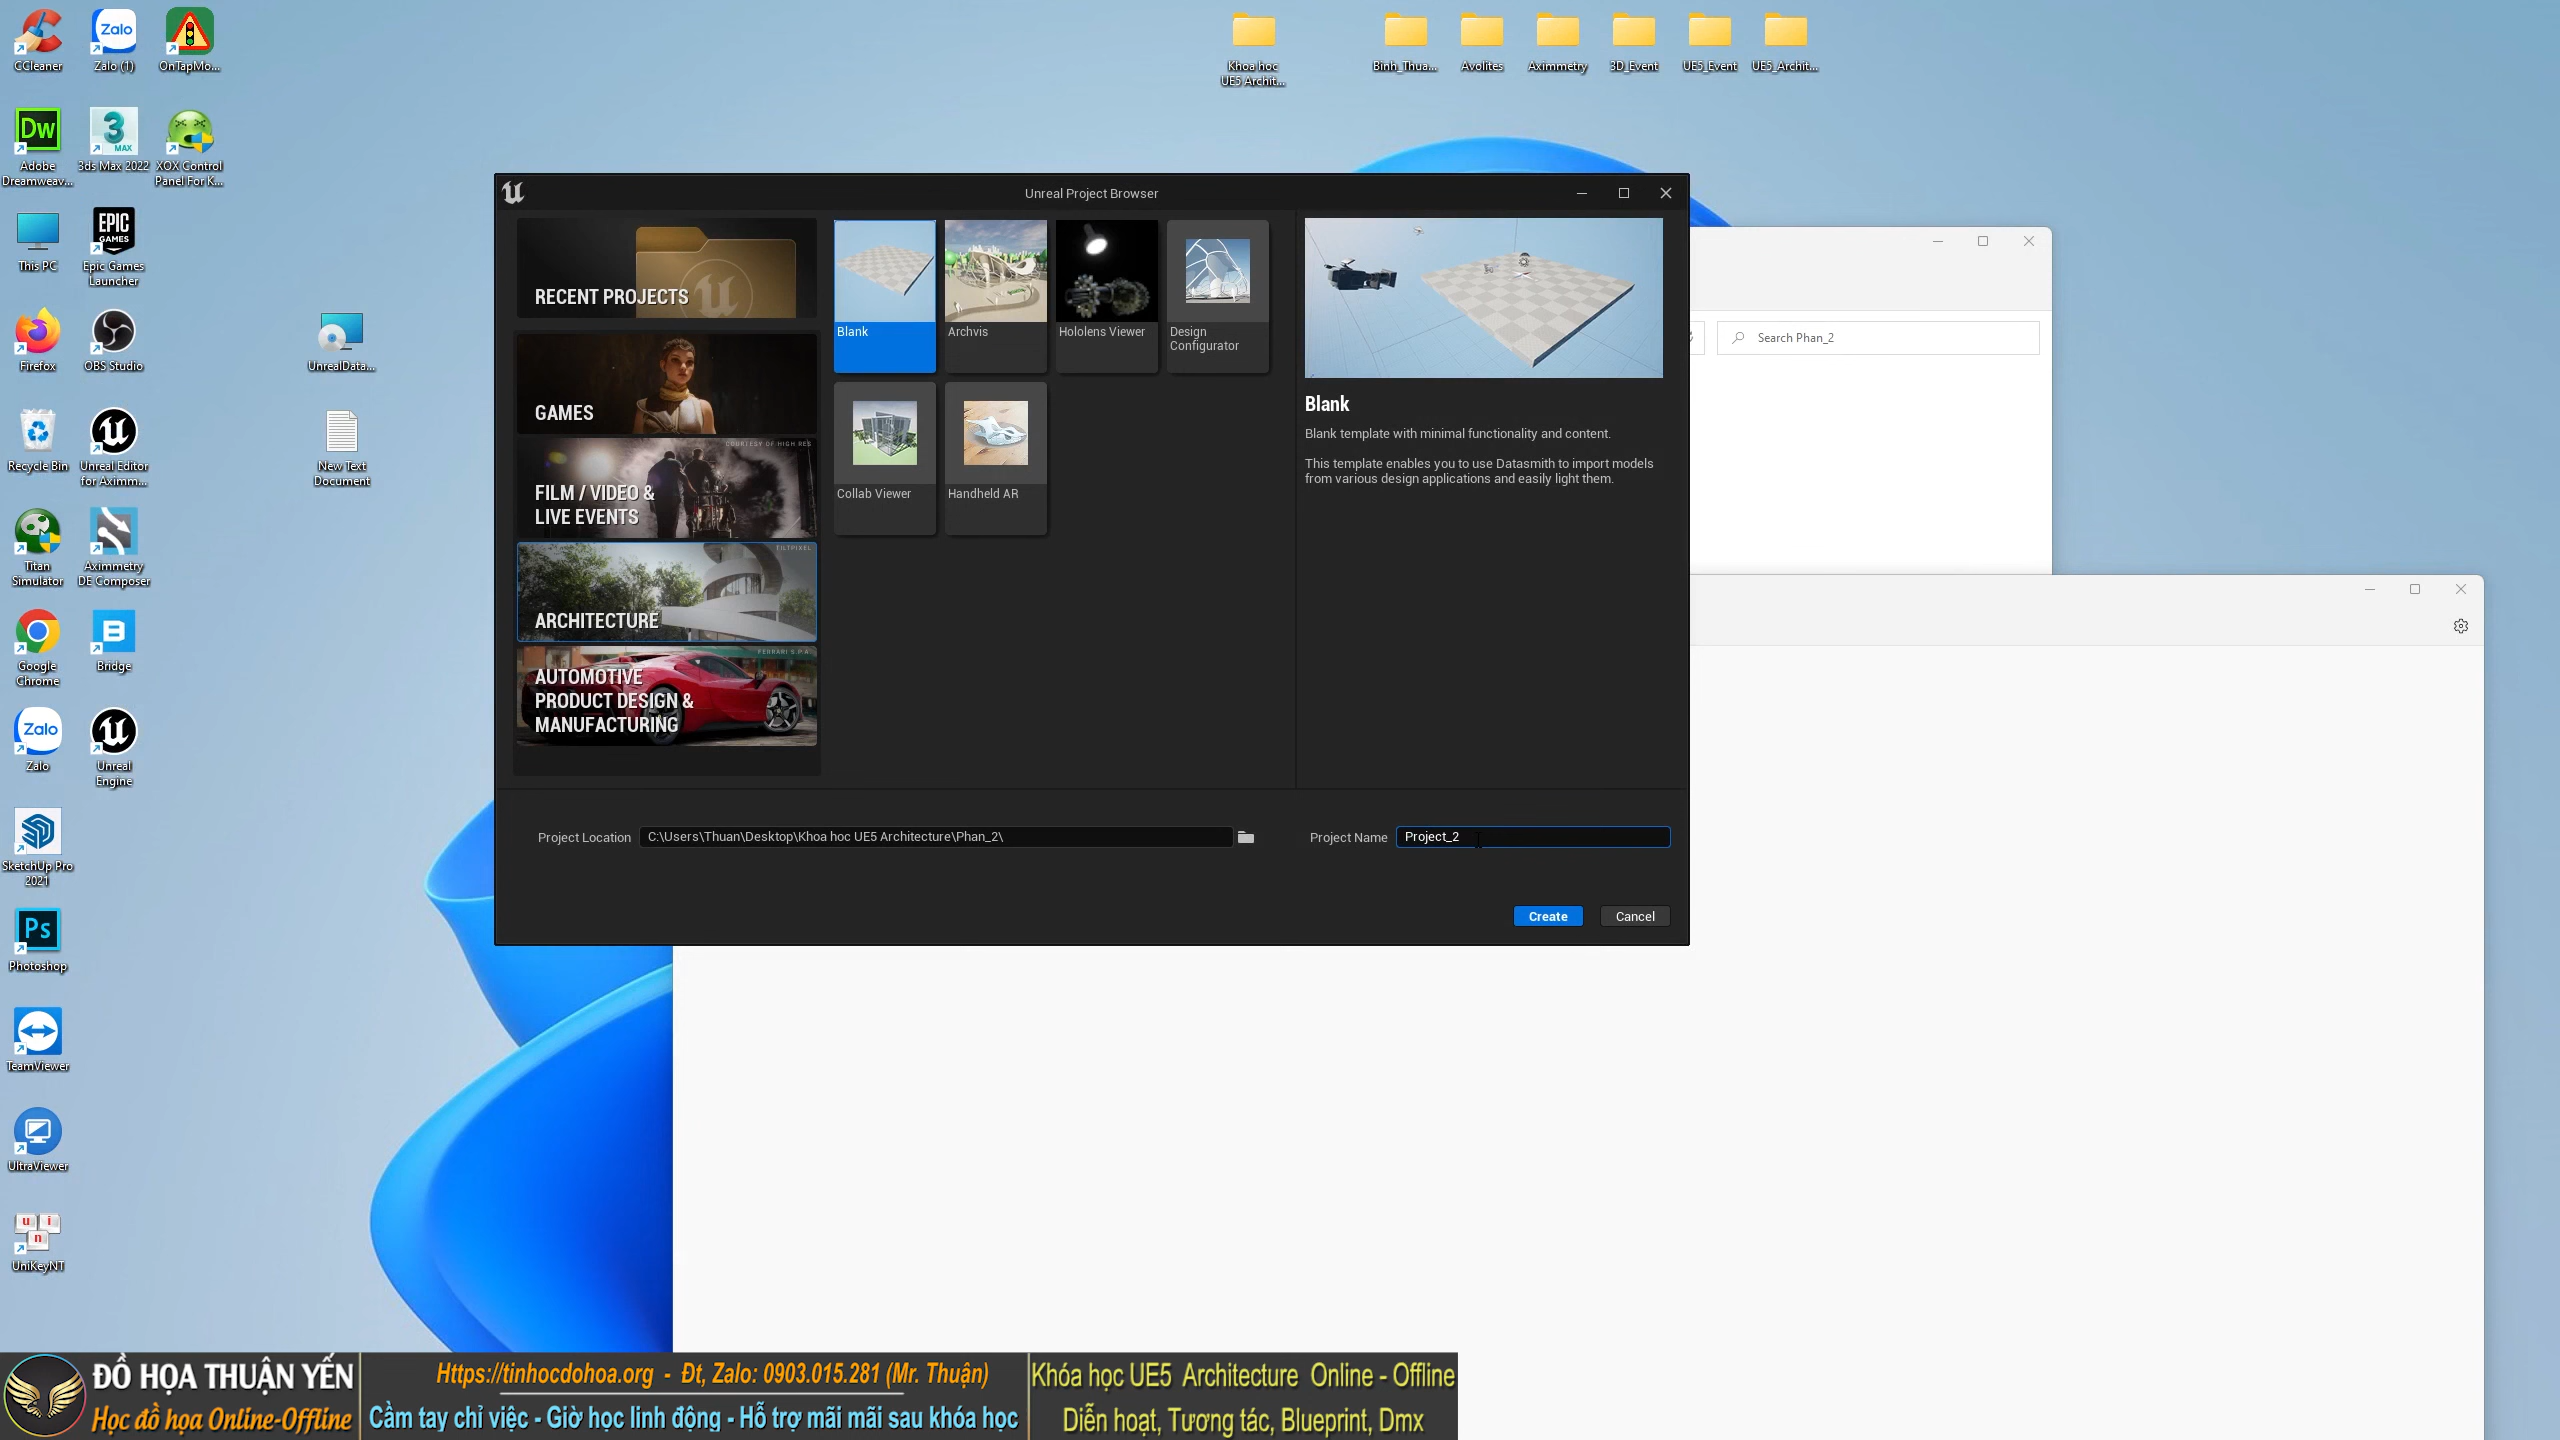 CCleaner
Zalo (1)
OnTapMo...
Khoa hoc
UE5 Archit...
Binh_Thua...
Avolites
Aximmetry
3D_Event
UE5_Event
UE5_Archit...
Dw
Adobe
Dreamweav...
3
MAX
3ds Max 2022
XOX Control
Panel For K...
This PC
EPIC
GAMES
Epic Games
Launcher
Firefox
OBS Studio
UnrealData...
Recycle Bin
Unreal Editor
for Aximm...
New Text
Document
Titan
Simulator
Aximmetry
DE Composer
Google
Chrome
Bridge
Zalo
Zalo
Unreal
Engine
SketchUp Pro
2021
Ps
Photoshop
TeamViewer
UltraViewer
u i
n
UniKeyNT
Unreal Project Browser
RECENT PROJECTS
GAMES
COURTESY OF HIGH RES
FILM / VIDEO &
LIVE EVENTS
TILTPIXEL
ARCHITECTURE
FERRARI S.P.A
AUTOMOTIVE
PRODUCT DESIGN &
MANUFACTURING
Blank
Archvis
Hololens Viewer
Design
Configurator
Collab Viewer
Handheld AR
Blank
Blank template with minimal functionality and content.
This template enables you to use Datasmith to import models
from various design applications and easily light them.
Project Location
C:\Users\Thuan\Desktop\Khoa hoc UE5 Architecture\Phan_2\
Project Name
Project_2
Create
Cancel
Search Phan_2
ĐỒ HỌA THUẬN YẾN
Học đồ họa Online-Offline
Https://tinhocdohoa.org - Đt, Zalo: 0903.015.281 (Mr. Thuận)
Cầm tay chỉ việc - Giờ học linh động - Hỗ trợ mãi mãi sau khóa học
Khóa học UE5 Architecture Online - Offline
Diễn hoạt, Tương tác, Blueprint, Dmx